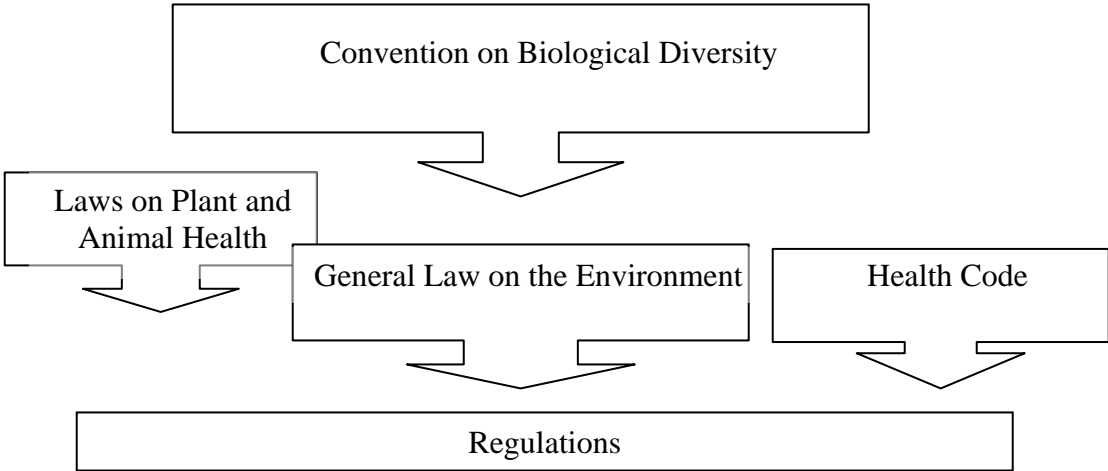 Convention on Biological Diversity
Laws on Plant and
Animal Health
General Law on the Environment
Health Code
Regulations